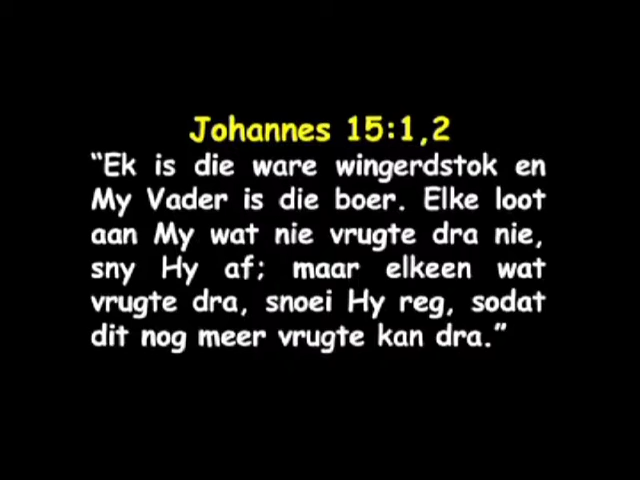 Johannes 15:1,2
“Ek is die ware wingerdstok en
My Vader is die boer. Elke loot
aan My wat nie vrugte dra nie,
sny Hy af; maar elkeen wat
vrugte dra, snoei Hy reg, sodat
dit nog meer vrugte kan dra.”